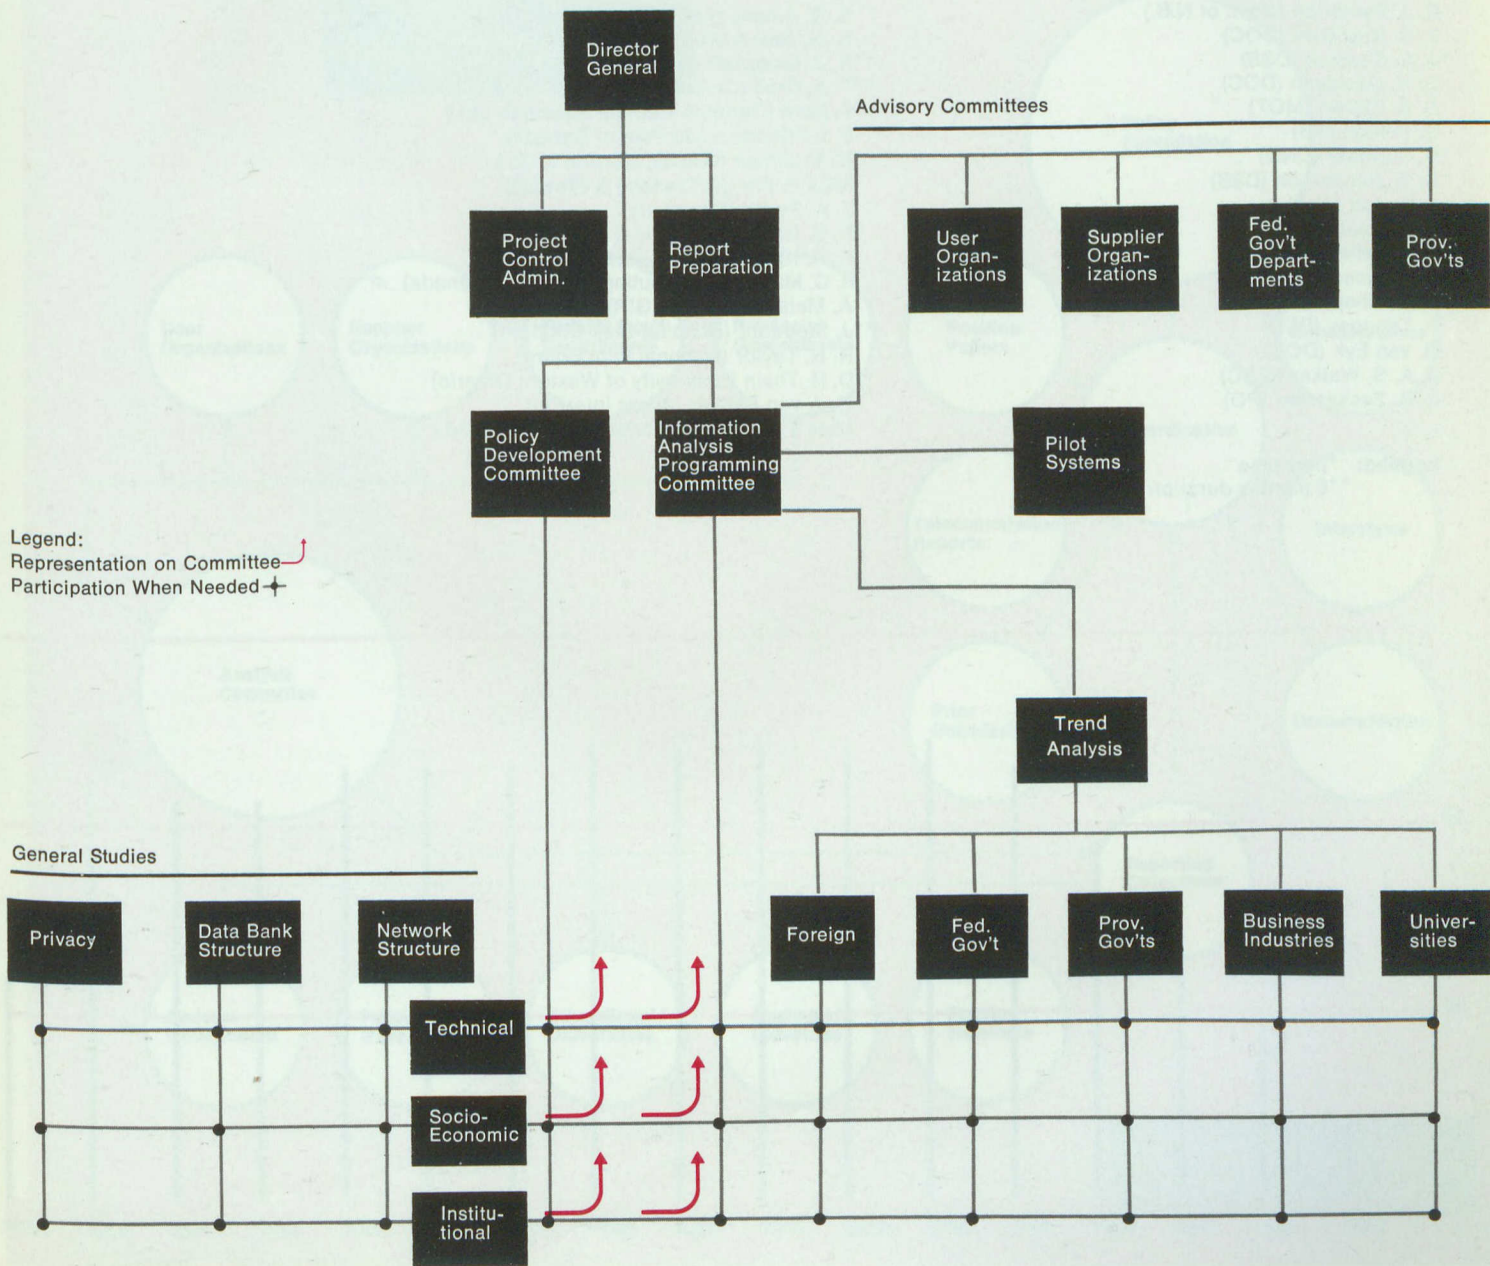 Director
General
Advisory Committees
Project
Control
Admin.
Report
Preparation
User
Organ-
izations
Supplier
Organ-
izations
Fed.
Gov't
Depart-
ments
Prov.
Gov'ts
Policy
Development
Committee
Information
Analysis
Programming
Committee
Pilot
Systems
Legend:
Representation on Committee
Participation When Needed
Trend
Analysis
General Studies
Privacy
Data Bank
Structure
Network
Structure
Foreign
Fed.
Gov't
Prov.
Gov'ts
Business
Industries
Univer-
sities
Technical
Socio-
Economic
Institu-
tional